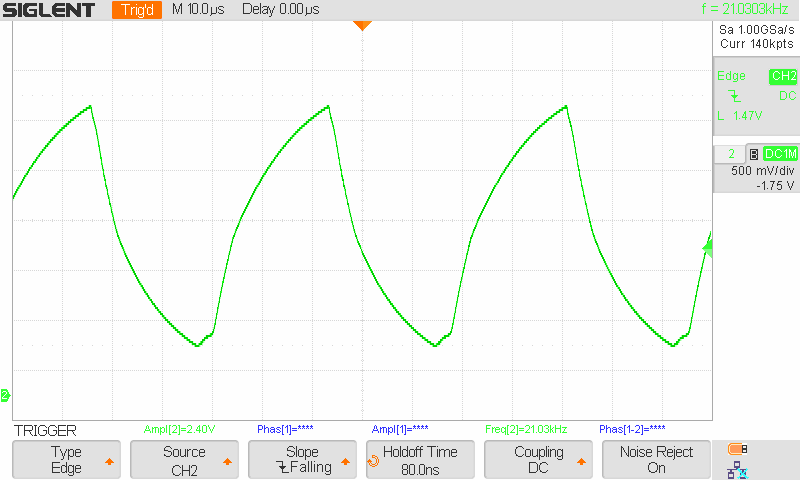 SIGLENT Trig'd M 10.0µs Delay 0.00µs f = 21.0303kHz
Sa 1.00GSa/s
Curr 140kpts
Edge CH2
DC
L 1.47V
2 B DC1M
500 mV/div
-1.75 V
2
TRIGGER Ampl[2]=2.40V Phas[1]=**** Ampl[1]=**** Freq[2]=21.03kHz Phas[1-2]=****
Type Source Slope Holdoff Time Coupling Noise Reject
Edge CH2 Falling 80.0ns DC On